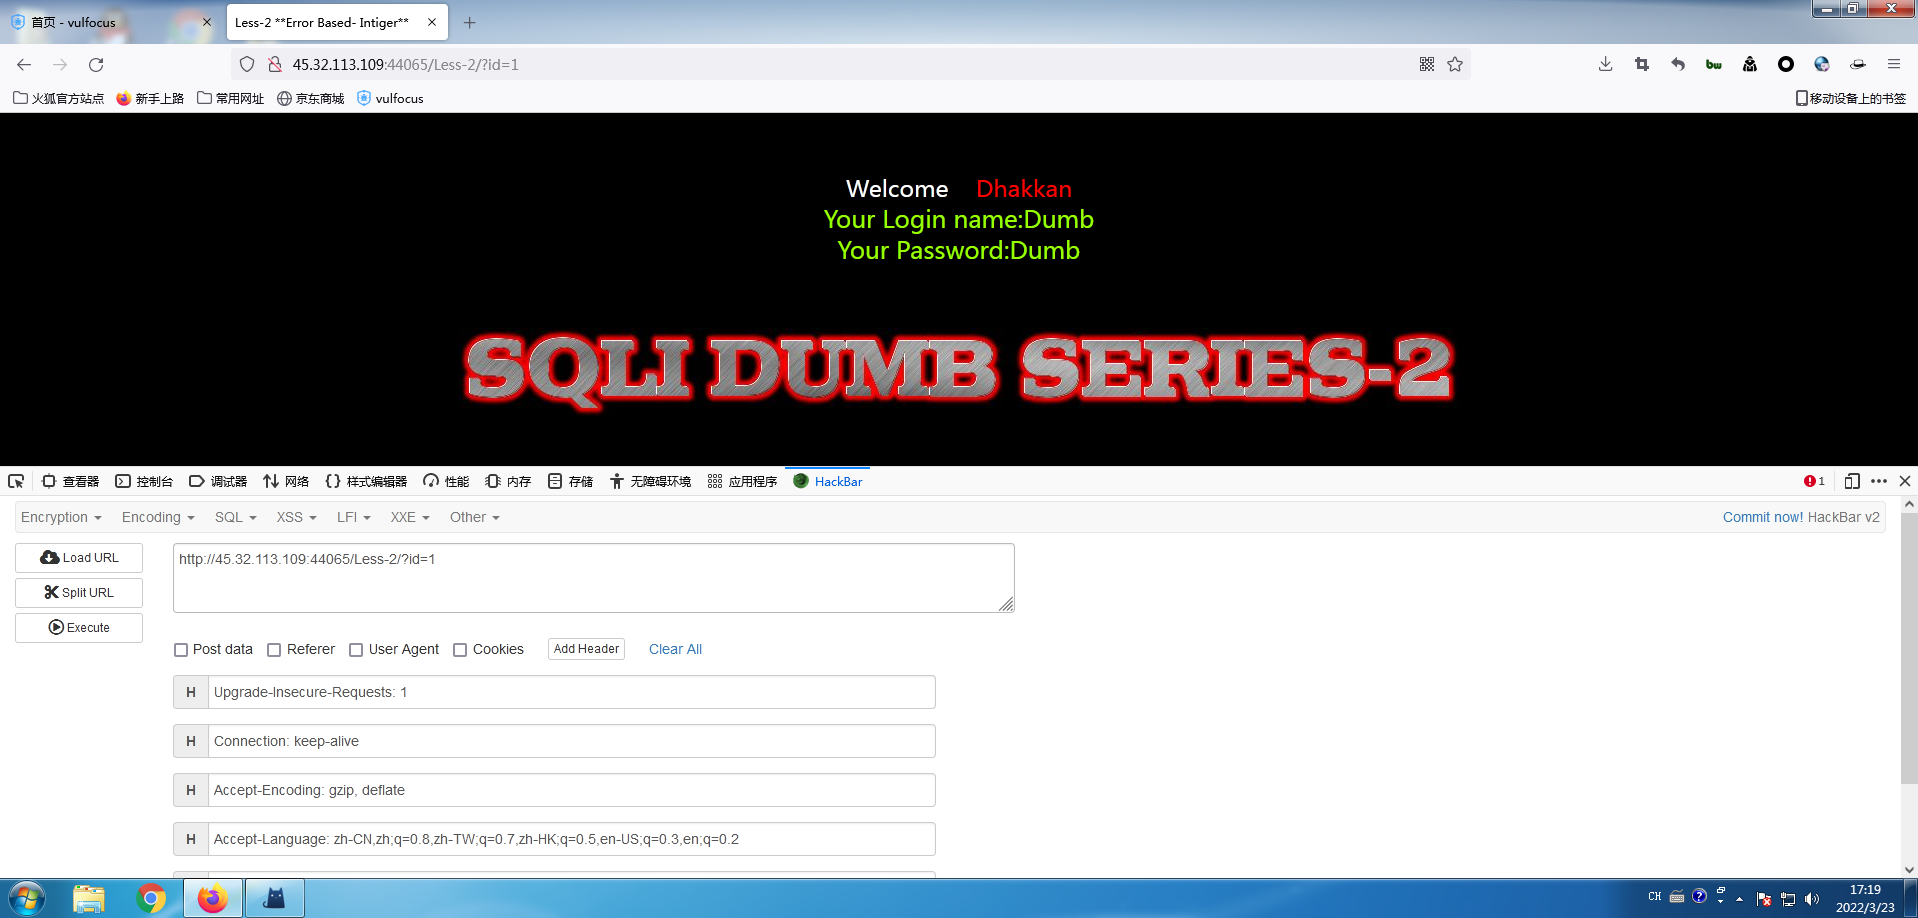 首页 - vulfocus
Less-2 **Error Based- Intiger**
45.32.113.109:44065/Less-2/?id=1
bw
火狐官方站点
新手上路
常用网址
京东商城
vulfocus
移动设备上的书签
Welcome Dhakkan
Your Login name:Dumb
Your Password:Dumb
SQLI DUMB SERIES-2
查看器
控制台
调试器
网络
样式编辑器
性能
内存
存储
无障碍环境
应用程序
HackBar
1
Encryption
Encoding
SQL
XSS
LFI
XXE
Other
Commit now! HackBar v2
Load URL
http://45.32.113.109:44065/Less-2/?id=1
Split URL
Execute
Post data
Referer
User Agent
Cookies
Add Header
Clear All
H Upgrade-Insecure-Requests: 1
H Connection: keep-alive
H Accept-Encoding: gzip, deflate
H Accept-Language: zh-CN,zh;q=0.8,zh-TW;q=0.7,zh-HK;q=0.5,en-US;q=0.3,en;q=0.2
CH
17:19
2022/3/23